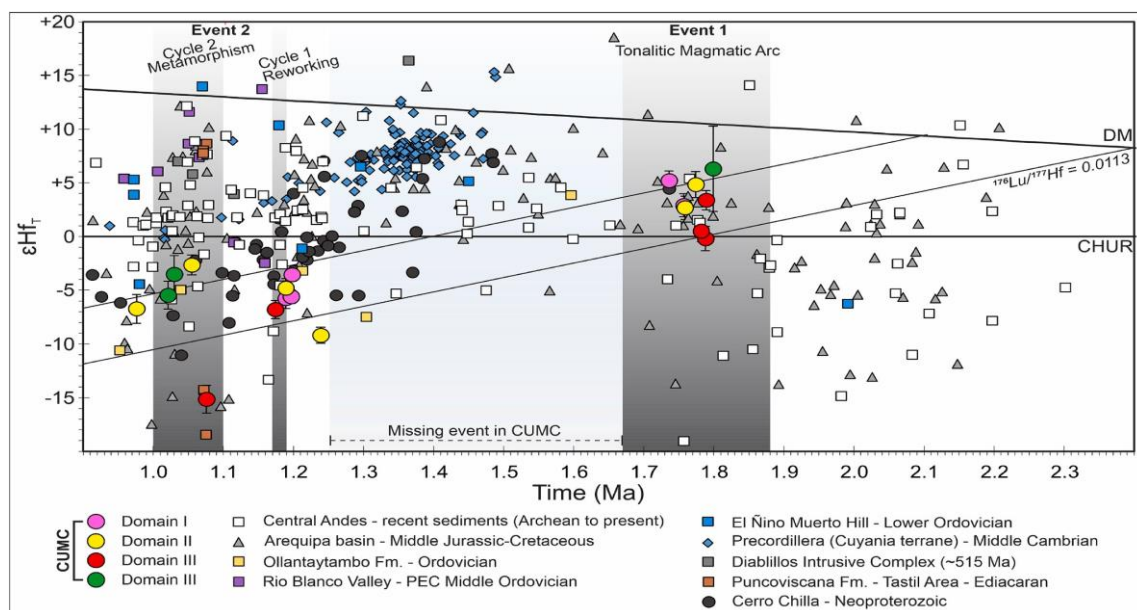 +20
+15
+10
+5
0
-5
-10
-15
εHf_T
Event 2
Cycle 2
Metamorphism
Cycle 1
Reworking
Event 1
Tonalitic Magmatic Arc
DM
¹⁷⁶Lu/¹⁷⁷Hf = 0.0113
CHUR
Missing event in CUMC
1.0 1.1 1.2 1.3 1.4 1.5 1.6 1.7 1.8 1.9 2.0 2.1 2.2 2.3
Time (Ma)
CUMC
Domain I
Domain II
Domain III
Domain III
Central Andes - recent sediments (Archean to present)
Arequipa basin - Middle Jurassic-Cretaceous
Ollantaytambo Fm. - Ordovician
Rio Blanco Valley - PEC Middle Ordovician
El Ñino Muerto Hill - Lower Ordovician
Precordillera (Cuyania terrane) - Middle Cambrian
Diablillos Intrusive Complex (~515 Ma)
Puncoviscana Fm. - Tastil Area - Ediacaran
Cerro Chilla - Neoproterozoic